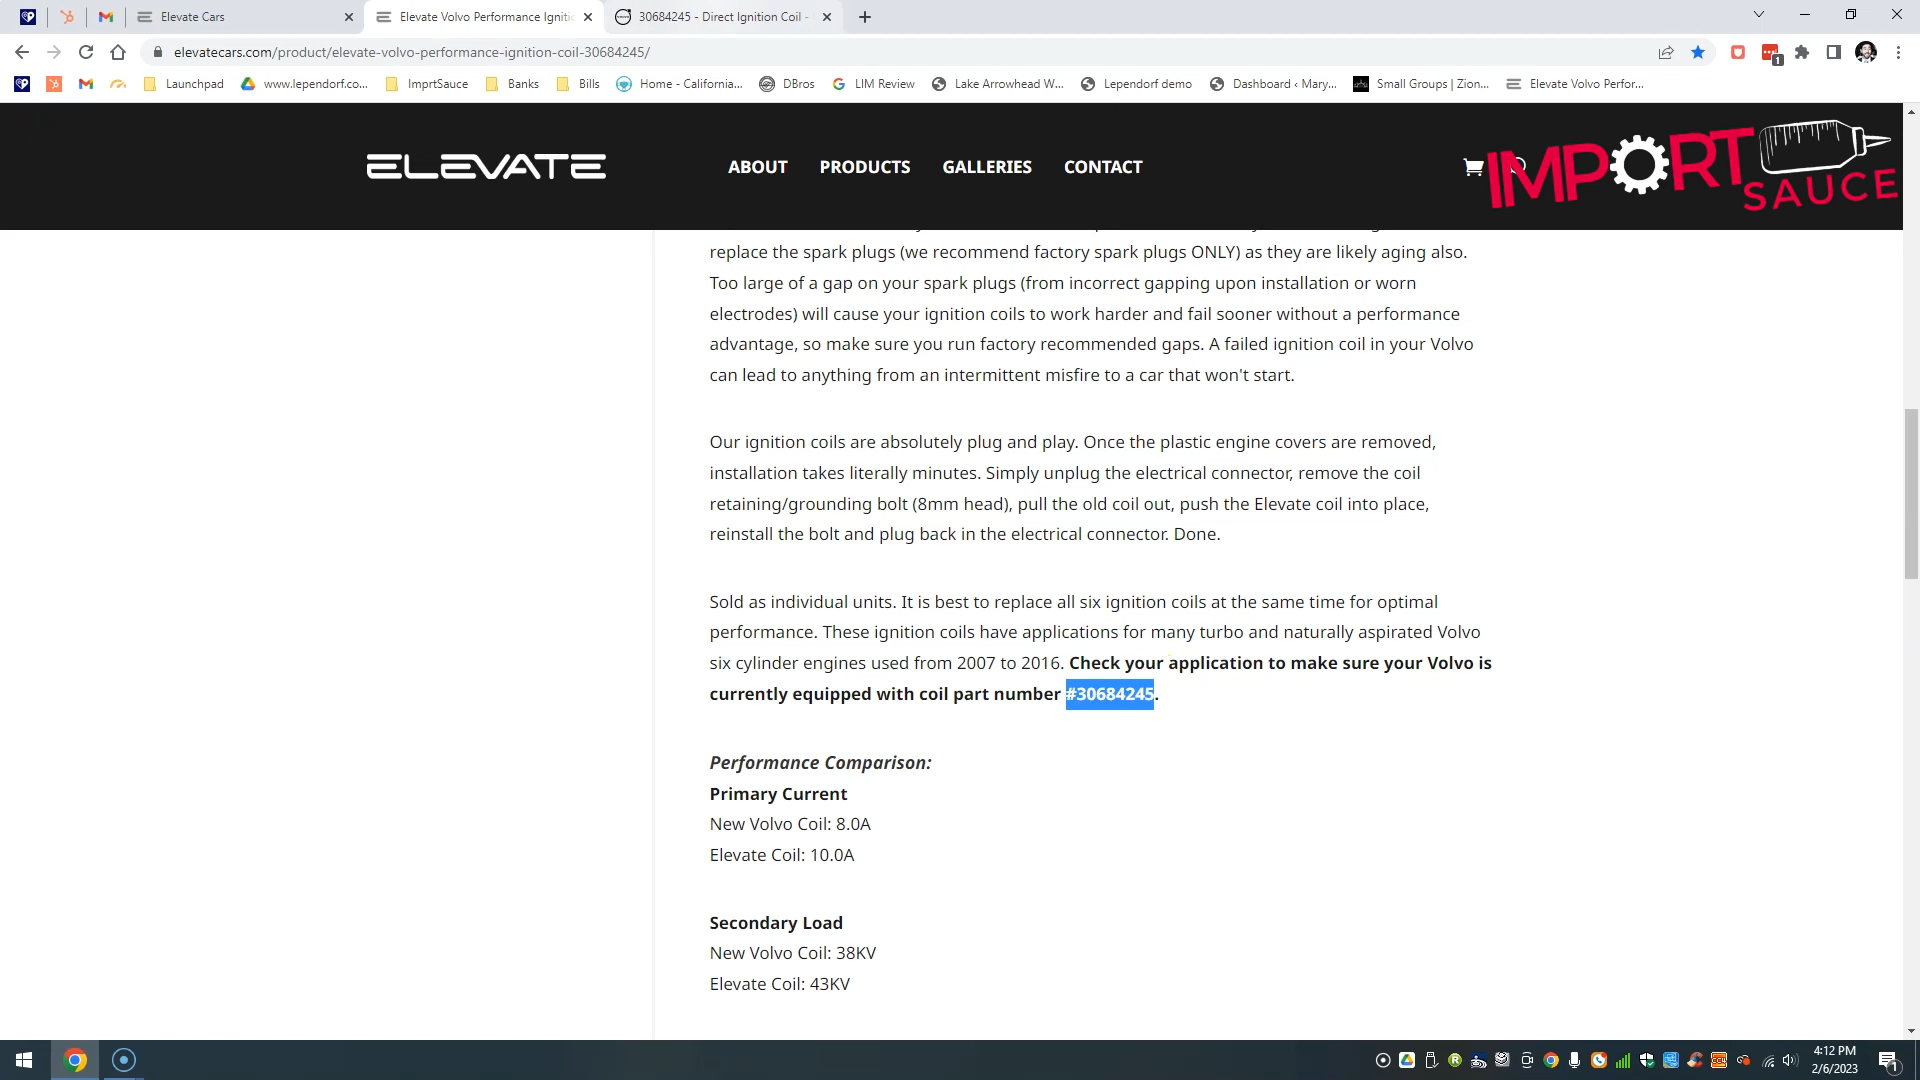 Elevate Cars
Elevate Volvo Performance Igniti
30684245 - Direct Ignition Coil -
elevatecars.com/product/elevate-volvo-performance-ignition-coil-30684245/
1
Launchpad
www.lependorf.co...
ImprtSauce
Banks
Bills
Home - California...
DBros
LIM Review
Lake Arrowhead W...
Lependorf demo
Dashboard ‹ Mary...
Small Groups | Zion...
Elevate Volvo Perfor...
ELEVATE
ABOUT
PRODUCTS
GALLERIES
CONTACT
IMPORT
SAUCE
replace the spark plugs (we recommend factory spark plugs ONLY) as they are likely aging also.
Too large of a gap on your spark plugs (from incorrect gapping upon installation or worn
electrodes) will cause your ignition coils to work harder and fail sooner without a performance
advantage, so make sure you run factory recommended gaps. A failed ignition coil in your Volvo
can lead to anything from an intermittent misfire to a car that won't start.
Our ignition coils are absolutely plug and play. Once the plastic engine covers are removed,
installation takes literally minutes. Simply unplug the electrical connector, remove the coil
retaining/grounding bolt (8mm head), pull the old coil out, push the Elevate coil into place,
reinstall the bolt and plug back in the electrical connector. Done.
Sold as individual units. It is best to replace all six ignition coils at the same time for optimal
performance. These ignition coils have applications for many turbo and naturally aspirated Volvo
six cylinder engines used from 2007 to 2016. Check your application to make sure your Volvo is
currently equipped with coil part number #30684245.
Performance Comparison:
Primary Current
New Volvo Coil: 8.0A
Elevate Coil: 10.0A
Secondary Load
New Volvo Coil: 38KV
Elevate Coil: 43KV
4:12 PM
2/6/2023
1